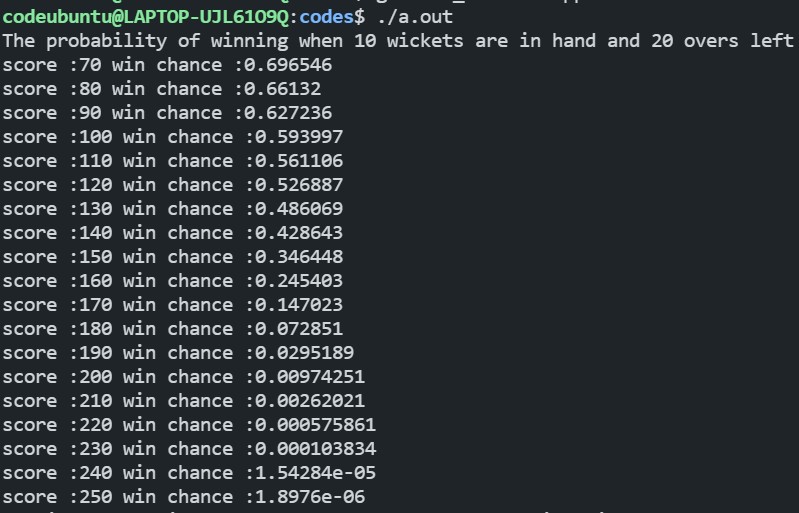 codeubuntu@LAPTOP-UJL61O9Q:codes$ ./a.out
The probability of winning when 10 wickets are in hand and 20 overs left
score :70 win chance :0.696546
score :80 win chance :0.66132
score :90 win chance :0.627236
score :100 win chance :0.593997
score :110 win chance :0.561106
score :120 win chance :0.526887
score :130 win chance :0.486069
score :140 win chance :0.428643
score :150 win chance :0.346448
score :160 win chance :0.245403
score :170 win chance :0.147023
score :180 win chance :0.072851
score :190 win chance :0.0295189
score :200 win chance :0.00974251
score :210 win chance :0.00262021
score :220 win chance :0.000575861
score :230 win chance :0.000103834
score :240 win chance :1.54284e-05
score :250 win chance :1.8976e-06